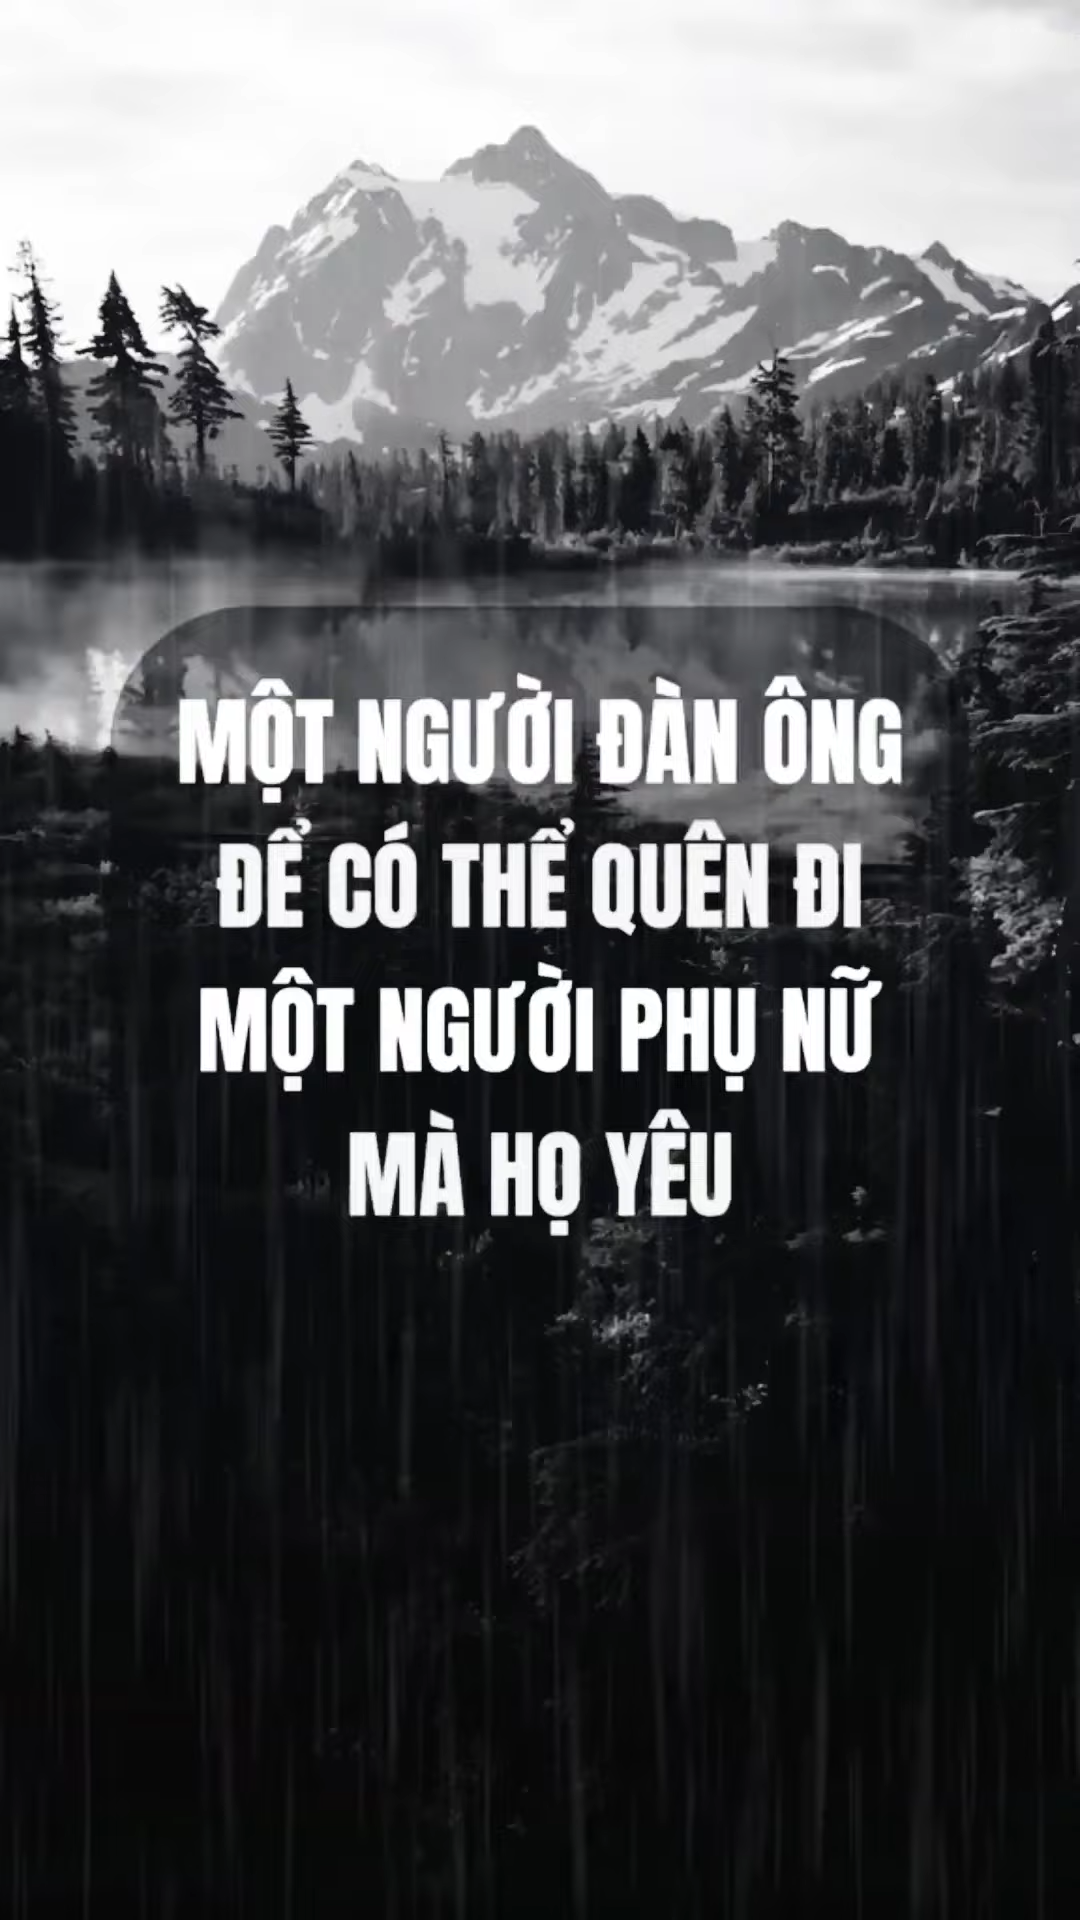 MỘT NGƯỜI ĐÀN ÔNG
ĐỂ CÓ THỂ QUÊN ĐI
MỘT NGƯỜI PHỤ NỮ
MÀ HỌ YÊU